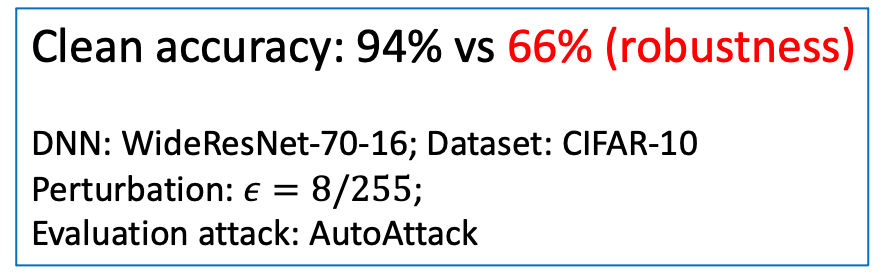 Clean accuracy: 94% vs 66% (robustness)
DNN: WideResNet-70-16; Dataset: CIFAR-10
Perturbation: 𝜖 = 8/255;
Evaluation attack: AutoAttack